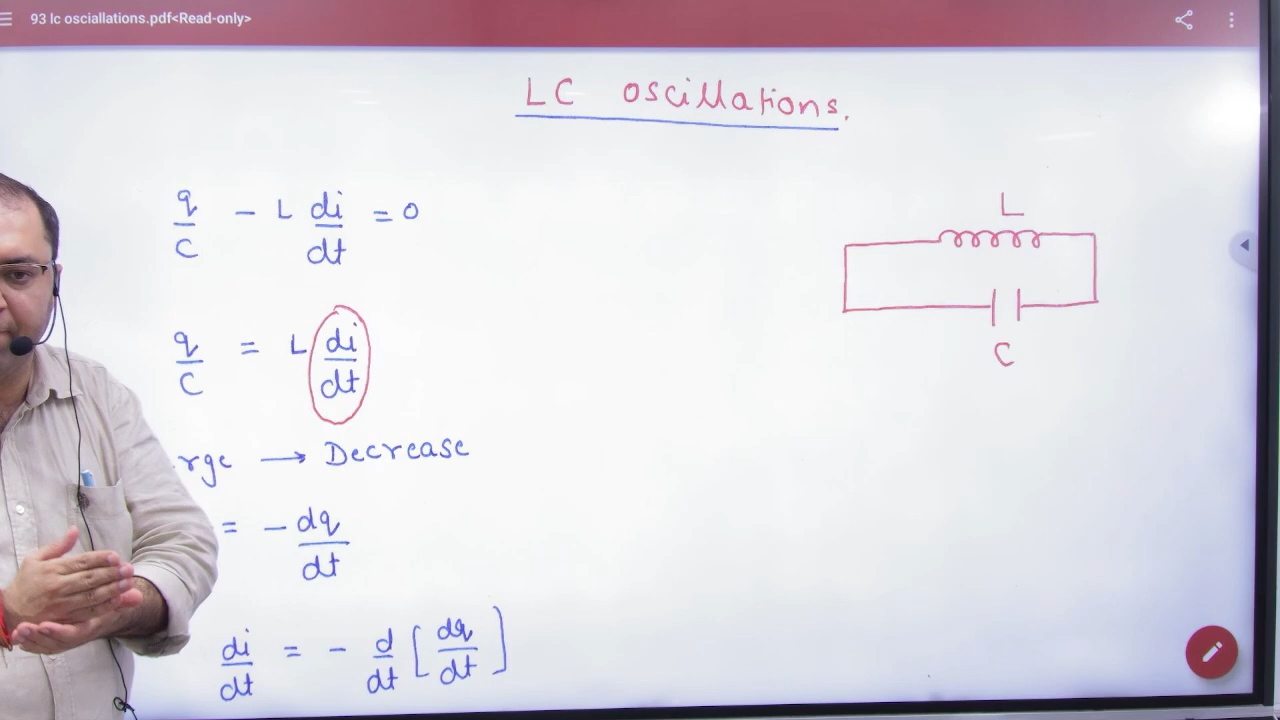 93 lc osciallations.pdf<Read-only>
LC oscillations.
q/C - L di/dt = 0
L
q/C = L di/dt
C
rge → Decrease
= - dq/dt
di/dt = - d/dt [dq/dt]